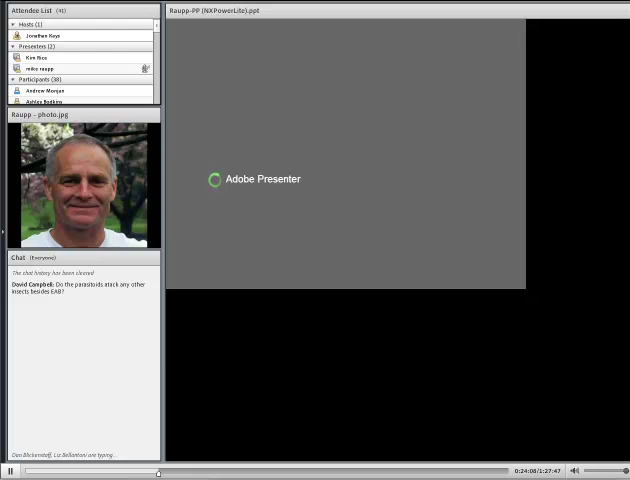 Attendee List (41)
Hosts (1)
Jonathan Kays
Presenters (2)
Kim Rice
mike raupp
Participants (38)
Andrew Monjan
Ashley Bodkins
Raupp - photo.jpg
Chat (Everyone)
The chat history has been cleared
David Campbell: Do the parasitoids atack any other
insects besides EAB?
Dan Blickenstaff, Liz Bellantoni are typing...
Raupp-PP (NXPowerLite).ppt
Adobe Presenter
0:24:08/1:27:47